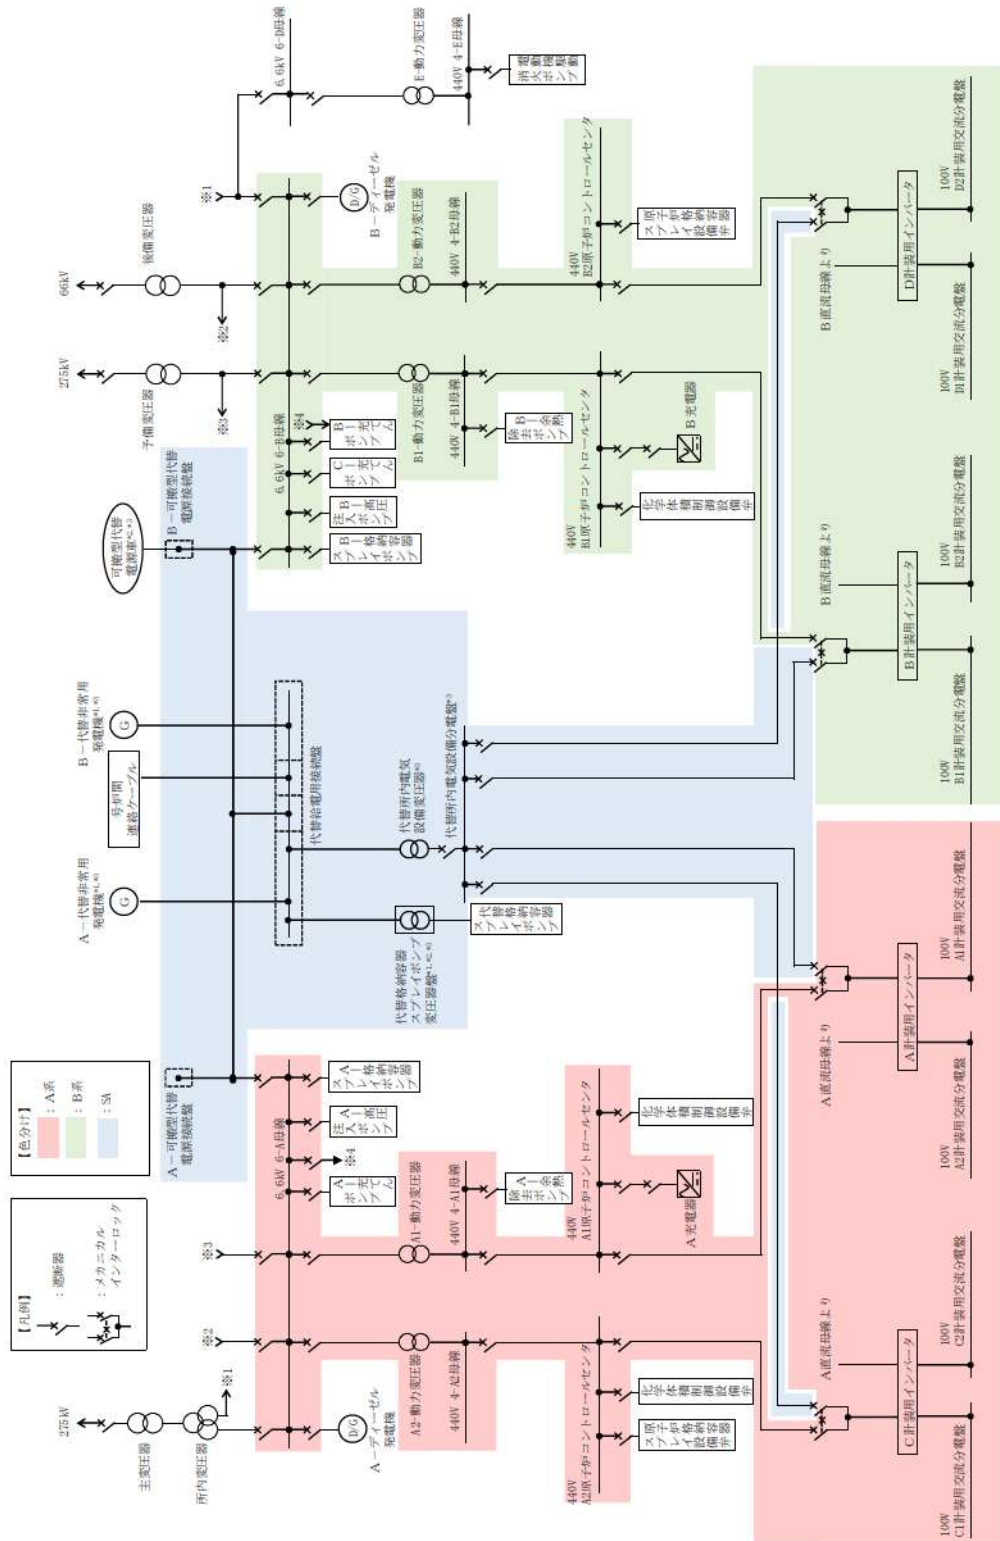 【凡例】
：遮断器
：メカニカル
インターロック
【色分け】
：A系
：B系
：SA
275kV
主変圧器
所内変圧器
※1
※2
※3
A－ディーゼル
発電機
D/G
6.6kV 6-A母線
A－充てん
ポンプ
※4
A－高圧
注入ポンプ
A－格納容器
スプレイポンプ
A2-動力変圧器
A1-動力変圧器
440V 4-A2母線
440V 4-A1母線
A－余熱
除去ポンプ
440V
A2原子炉コントロールセンタ
原子炉格納容器
スプレイ設備
弁
化学体積制御設備弁
440V
A1原子炉コントロールセンタ
A充電器
化学体積制御設備弁
A－可搬型代替
電源接続盤
A－代替非常用
発電機*1,*2
G
号炉間
連絡ケーブル
B－代替非常用
発電機*1,*2
G
可搬型代替
電源車*2,*3
B－可搬型代替
電源接続盤
代替給電用接続盤
代替格納容器
スプレイポンプ
変圧器盤
代替格納容器
スプレイポンプ
代替所内電気
設備変圧器
代替所内電気設備分電盤
275kV
予備変圧器
※3
66kV
後備変圧器
※2
※1
6.6kV 6-B母線
B－格納容器
スプレイポンプ
B－高圧
注入ポンプ
C－充てん
ポンプ
B－充てん
ポンプ
※4
D/G
B－ディーゼル
発電機
B1-動力変圧器
B2-動力変圧器
440V 4-B1母線
440V 4-B2母線
B－余熱
除去ポンプ
440V
B1原子炉コントロールセンタ
化学体積制御設備弁
B充電器
440V
B2原子炉コントロールセンタ
原子炉格納容器
スプレイ設備
弁
6.6kV 6-D母線
E-動力変圧器
440V 4-E母線
電動機駆動
消火ポンプ
A直流母線より
C計装用インバータ
100V
C1計装用交流分電盤
100V
C2計装用交流分電盤
A直流母線より
A計装用インバータ
100V
A2計装用交流分電盤
100V
A1計装用交流分電盤
B直流母線より
B計装用インバータ
100V
B1計装用交流分電盤
100V
B2計装用交流分電盤
B直流母線より
D計装用インバータ
100V
D1計装用交流分電盤
100V
D2計装用交流分電盤